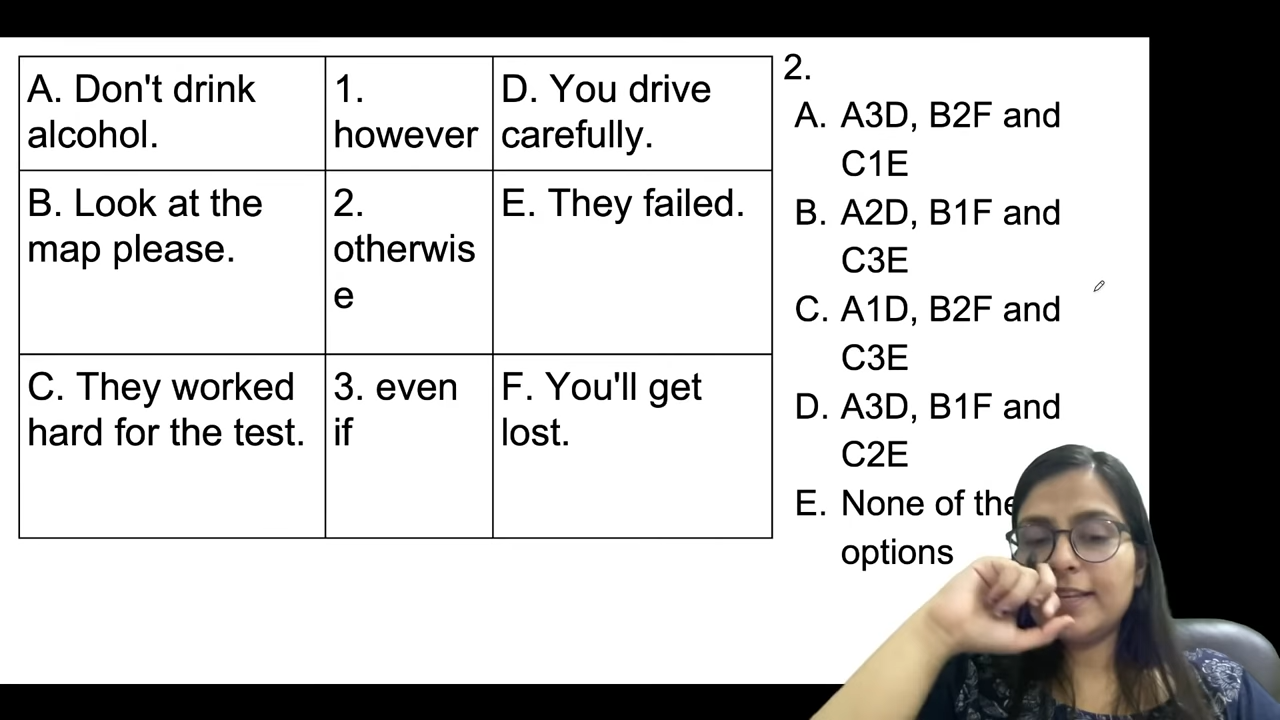 A. Don't drink
alcohol.
1.
however
D. You drive
carefully.
B. Look at the
map please.
2.
otherwis
e
E. They failed.
C. They worked
hard for the test.
3. even
if
F. You'll get
lost.
2.
A. A3D, B2F and
C1E
B. A2D, B1F and
C3E
C. A1D, B2F and
C3E
D. A3D, B1F and
C2E
E. None of the
options